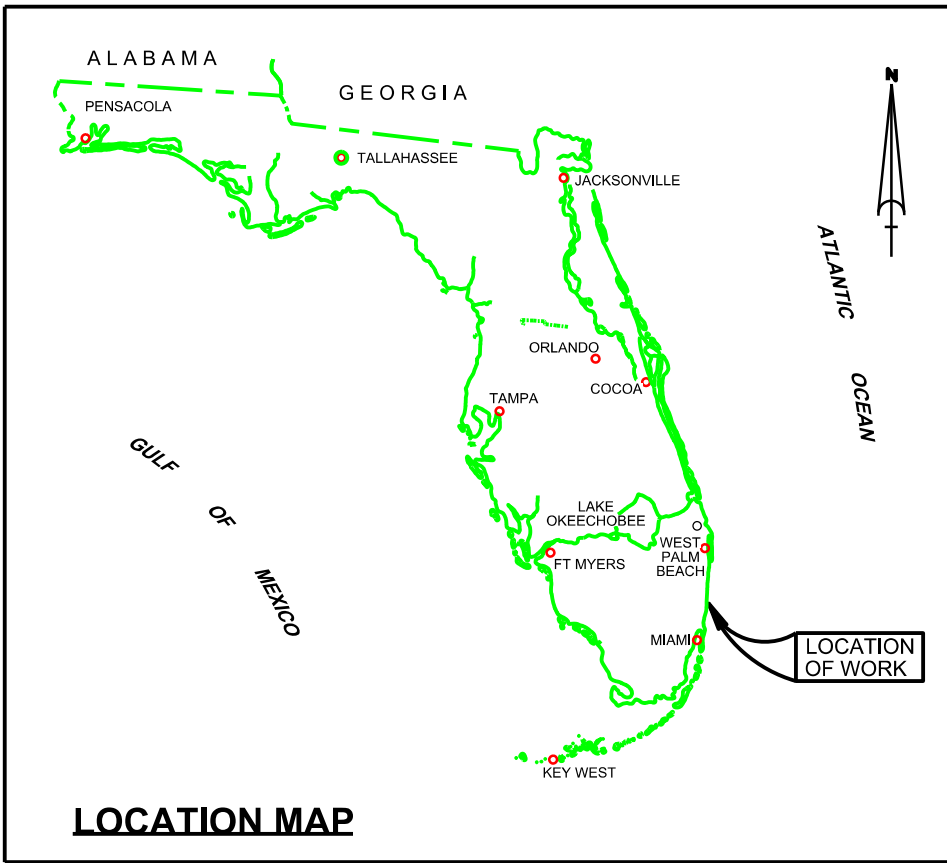 ALABAMA
GEORGIA
N
PENSACOLA
TALLAHASSEE
JACKSONVILLE
ATLANTIC
OCEAN
ORLANDO
COCOA
TAMPA
GULF
OF
MEXICO
LAKE
OKEECHOBEE
WEST
PALM
BEACH
FT MYERS
MIAMI
LOCATION
OF WORK
KEY WEST
LOCATION MAP